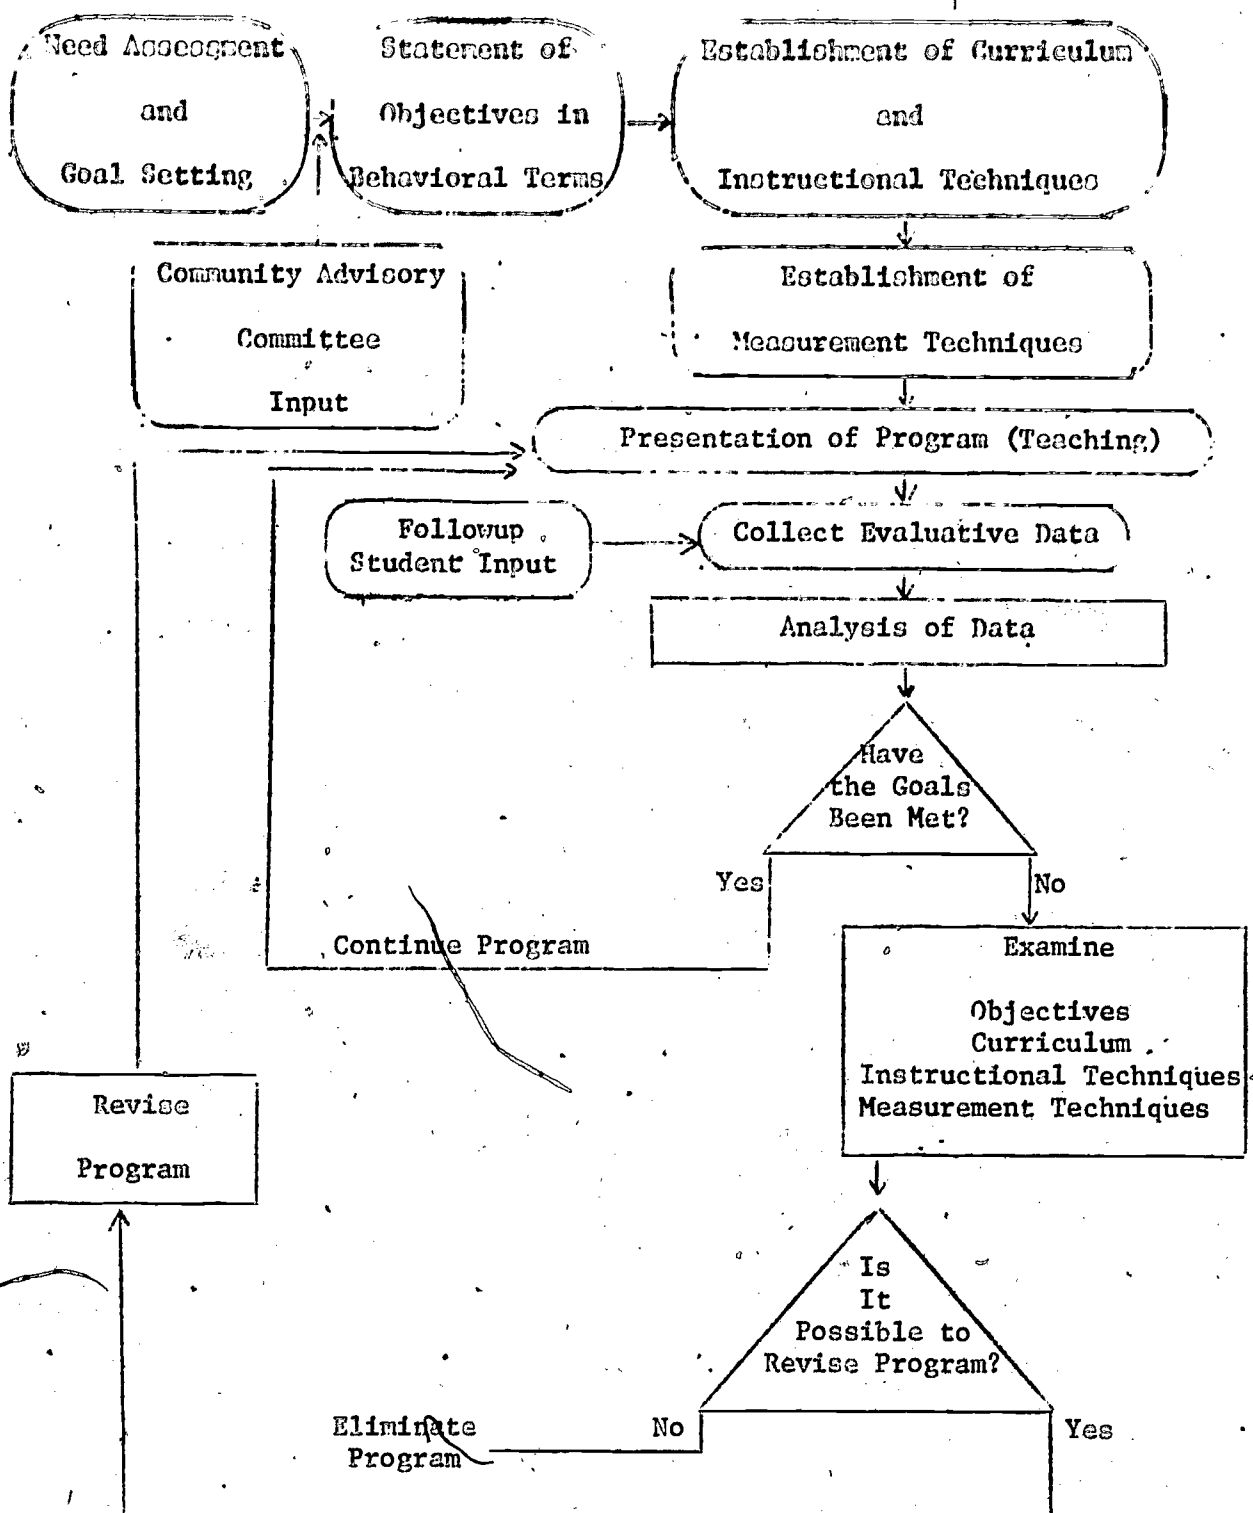 Need Assessment
and
Goal Setting
Statement of
Objectives in
Behavioral Terms
Establishment of Curriculum
and
Instructional Techniques
Community Advisory
Committee
Input
Establishment of
Measurement Techniques
Presentation of Program (Teaching)
Followup
Student Input
Collect Evaluative Data
Analysis of Data
Have
the Goals
Been Met?
Yes
No
Continue Program
Examine
Objectives
Curriculum
Instructional Techniques
Measurement Techniques
Revise
Program
Is
It
Possible to
Revise Program?
Eliminate
Program
No
Yes